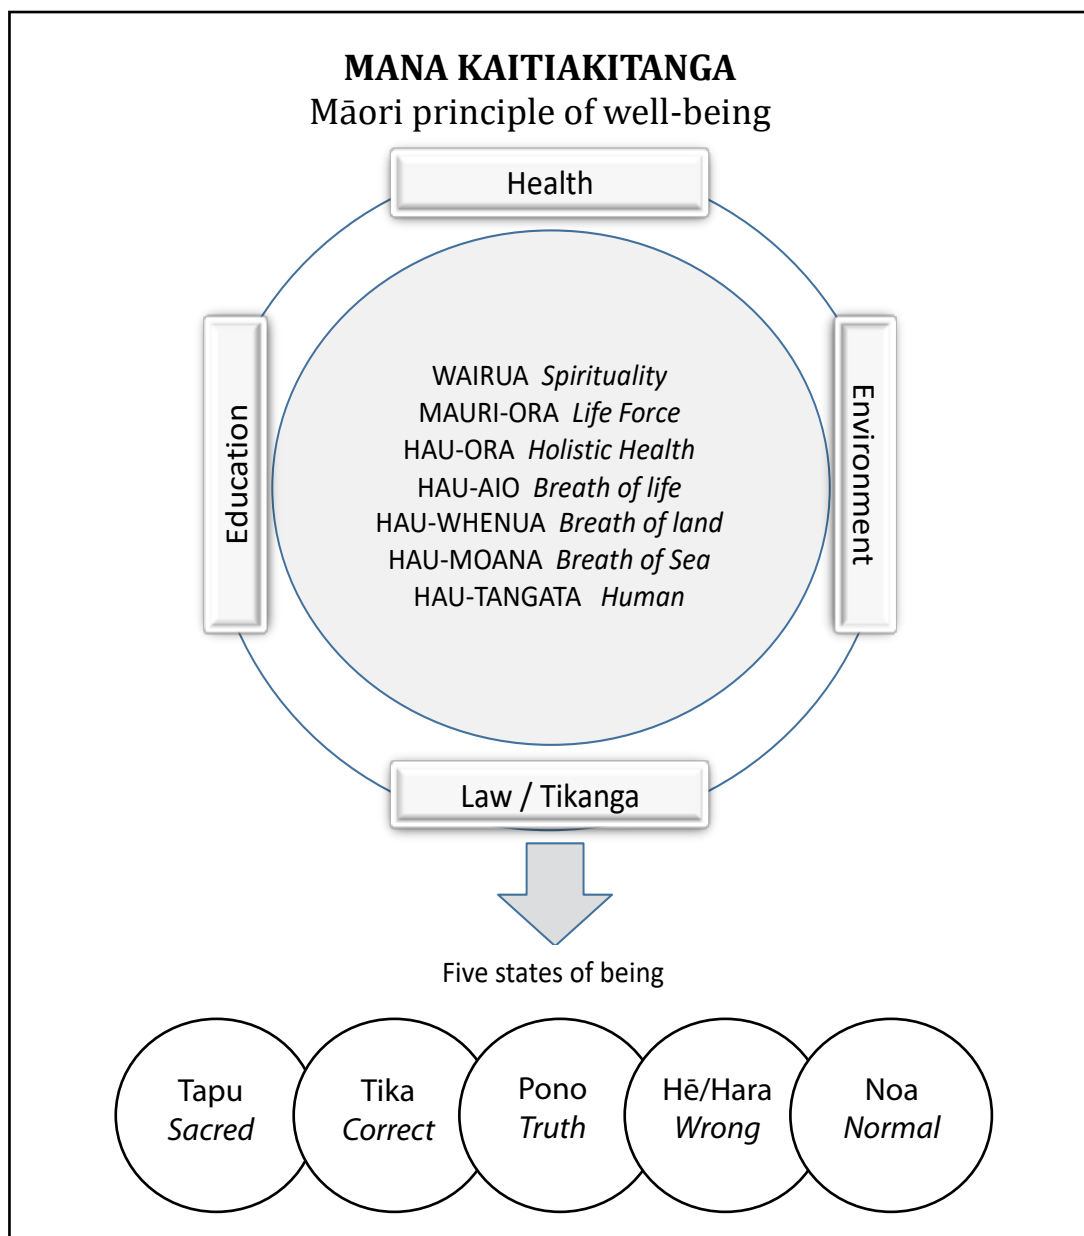 MANA KAITIAKITANGA
Māori principle of well-being
Health
Education
Environment
WAIRUA Spirituality
MAURI-ORA Life Force
HAU-ORA Holistic Health
HAU-AIO Breath of life
HAU-WHENUA Breath of land
HAU-MOANA Breath of Sea
HAU-TANGATA Human
Law / Tikanga
Five states of being
Tapu
Sacred
Tika
Correct
Pono
Truth
Hē/Hara
Wrong
Noa
Normal